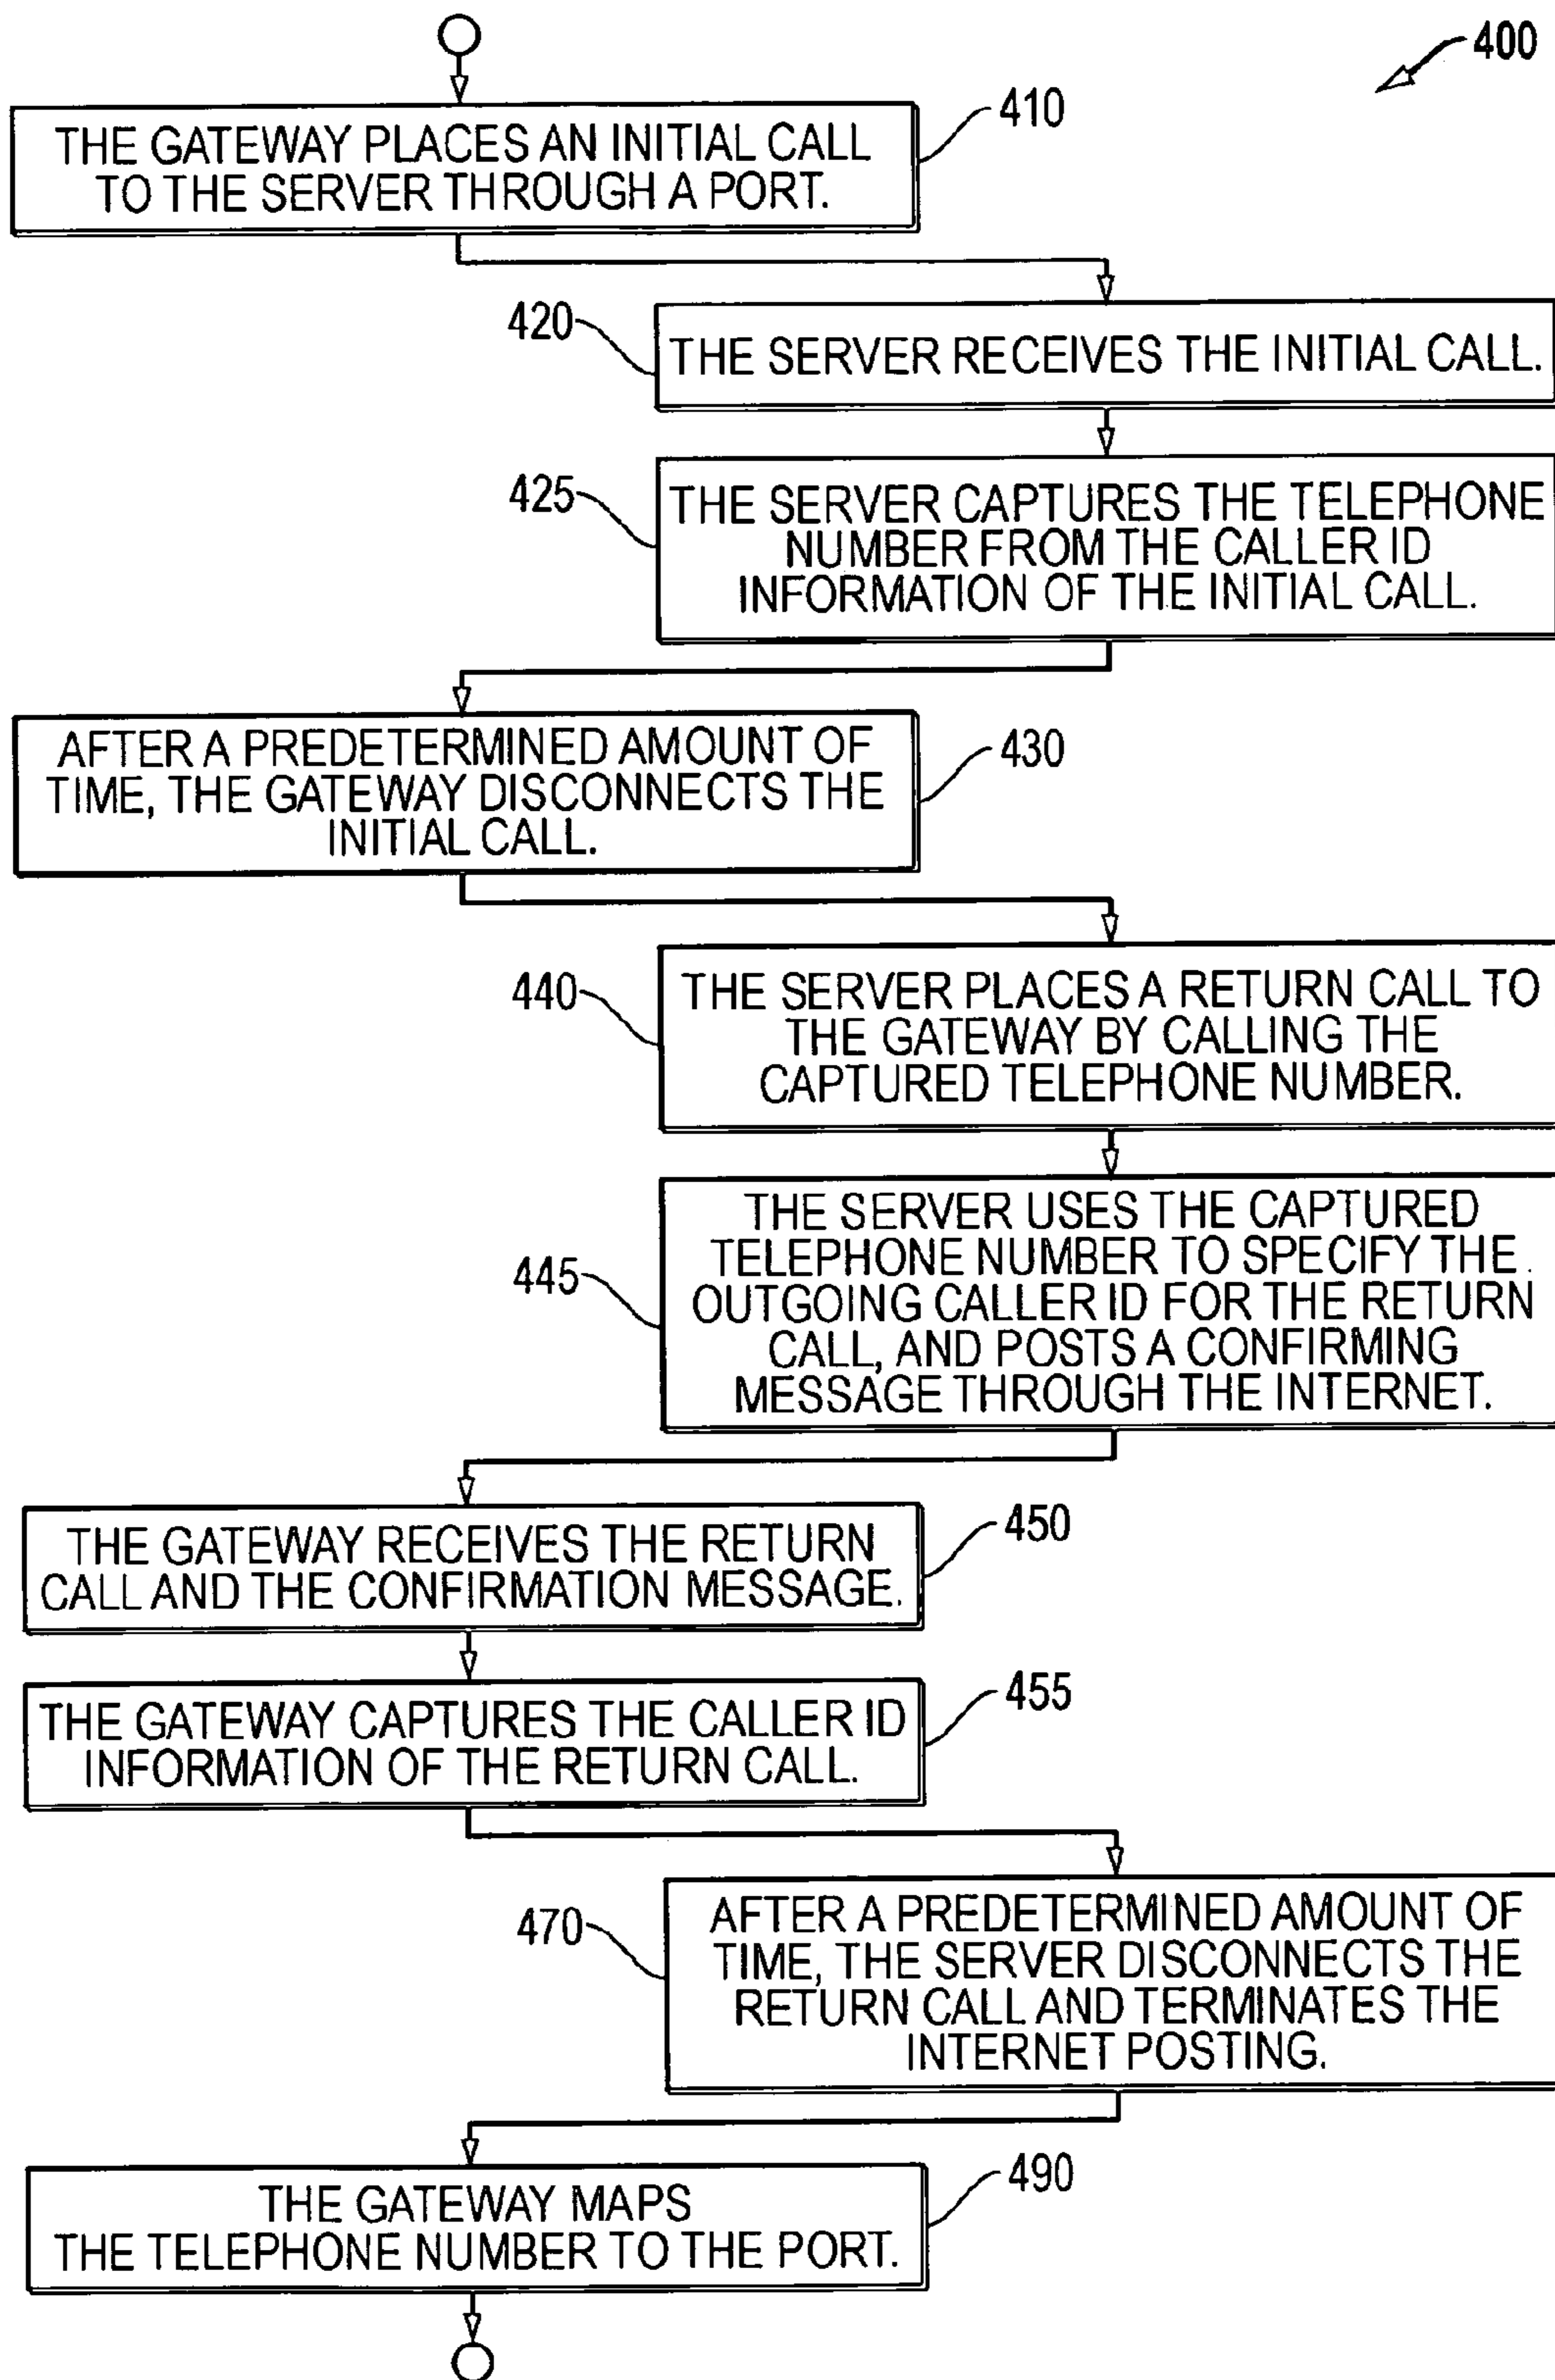 400
410
THE GATEWAY PLACES AN INITIAL CALL
TO THE SERVER THROUGH A PORT.
420
THE SERVER RECEIVES THE INITIAL CALL.
425
THE SERVER CAPTURES THE TELEPHONE
NUMBER FROM THE CALLER ID
INFORMATION OF THE INITIAL CALL.
430
AFTER A PREDETERMINED AMOUNT OF
TIME, THE GATEWAY DISCONNECTS THE
INITIAL CALL.
440
THE SERVER PLACES A RETURN CALL TO
THE GATEWAY BY CALLING THE
CAPTURED TELEPHONE NUMBER.
445
THE SERVER USES THE CAPTURED
TELEPHONE NUMBER TO SPECIFY THE
OUTGOING CALLER ID FOR THE RETURN
CALL, AND POSTS A CONFIRMING
MESSAGE THROUGH THE INTERNET.
450
THE GATEWAY RECEIVES THE RETURN
CALL AND THE CONFIRMATION MESSAGE.
455
THE GATEWAY CAPTURES THE CALLER ID
INFORMATION OF THE RETURN CALL.
470
AFTER A PREDETERMINED AMOUNT OF
TIME, THE SERVER DISCONNECTS THE
RETURN CALL AND TERMINATES THE
INTERNET POSTING.
490
THE GATEWAY MAPS
THE TELEPHONE NUMBER TO THE PORT.